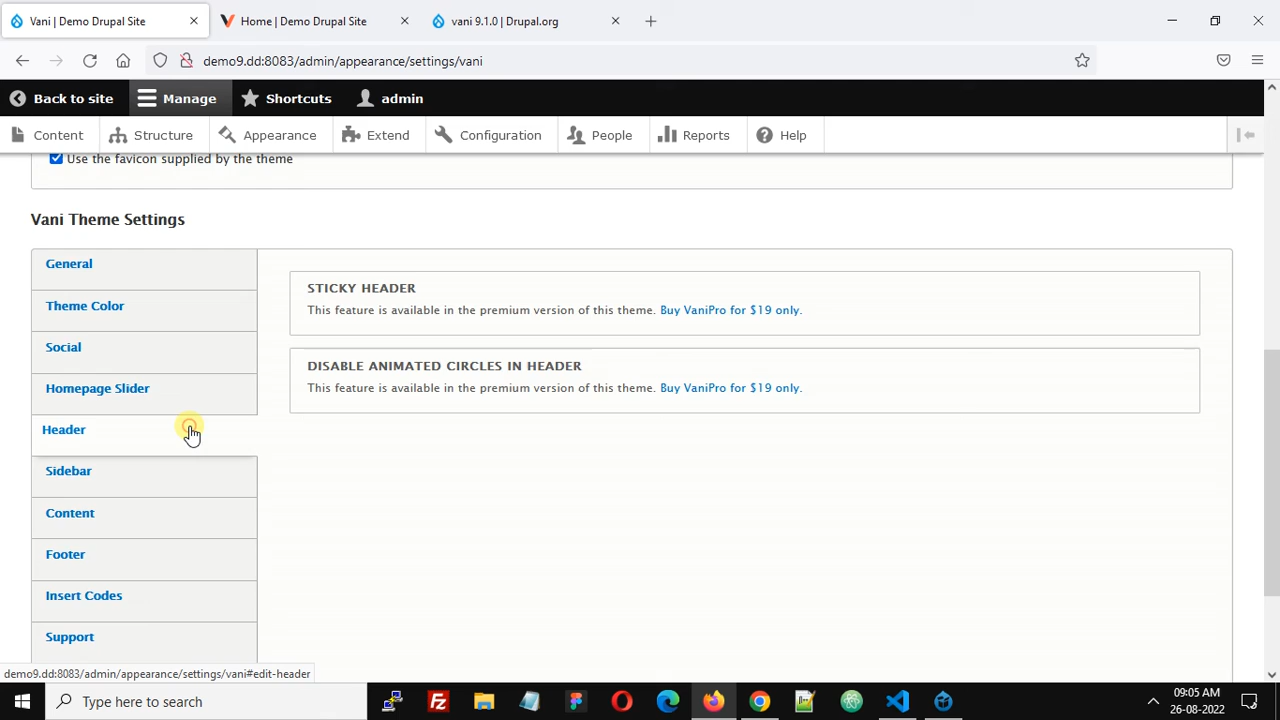 Vani | Demo Drupal Site
Home | Demo Drupal Site
vani 9.1.0 | Drupal.org
demo9.dd:8083/admin/appearance/settings/vani
Back to site
Manage
Shortcuts
admin
Content
Structure
Appearance
Extend
Configuration
People
Reports
Help
Use the favicon supplied by the theme
Vani Theme Settings
General
Theme Color
Social
Homepage Slider
Header
Sidebar
Content
Footer
Insert Codes
Support
STICKY HEADER
This feature is available in the premium version of this theme. Buy VaniPro for $19 only.
DISABLE ANIMATED CIRCLES IN HEADER
This feature is available in the premium version of this theme. Buy VaniPro for $19 only.
demo9.dd:8083/admin/appearance/settings/vani#edit-header
Type here to search
09:05 AM
26-08-2022